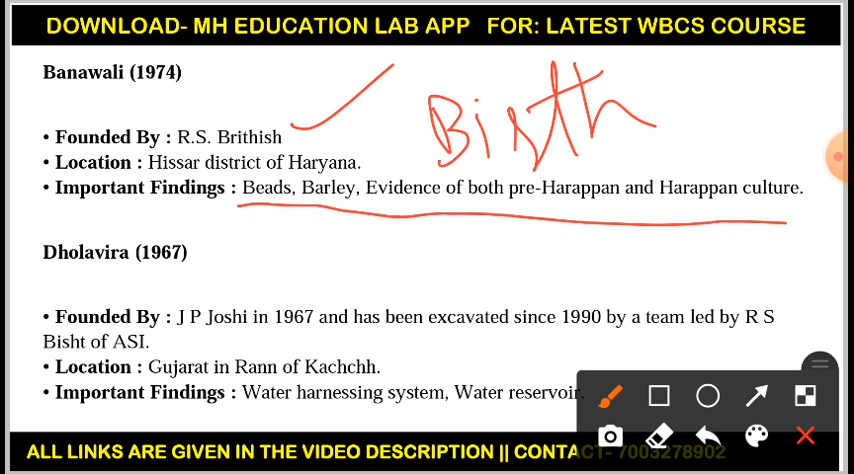 DOWNLOAD- MH EDUCATION LAB APP FOR: LATEST WBCS COURSE
Banawali (1974)
Bisth
• Founded By : R.S. Brithish
• Location : Hissar district of Haryana.
• Important Findings : Beads, Barley, Evidence of both pre-Harappan and Harappan culture.
Dholavira (1967)
• Founded By : J P Joshi in 1967 and has been excavated since 1990 by a team led by R S
Bisht of ASI.
• Location : Gujarat in Rann of Kachchh.
• Important Findings : Water harnessing system, Water reservoir.
ALL LINKS ARE GIVEN IN THE VIDEO DESCRIPTION || CONTACT- 7003278902